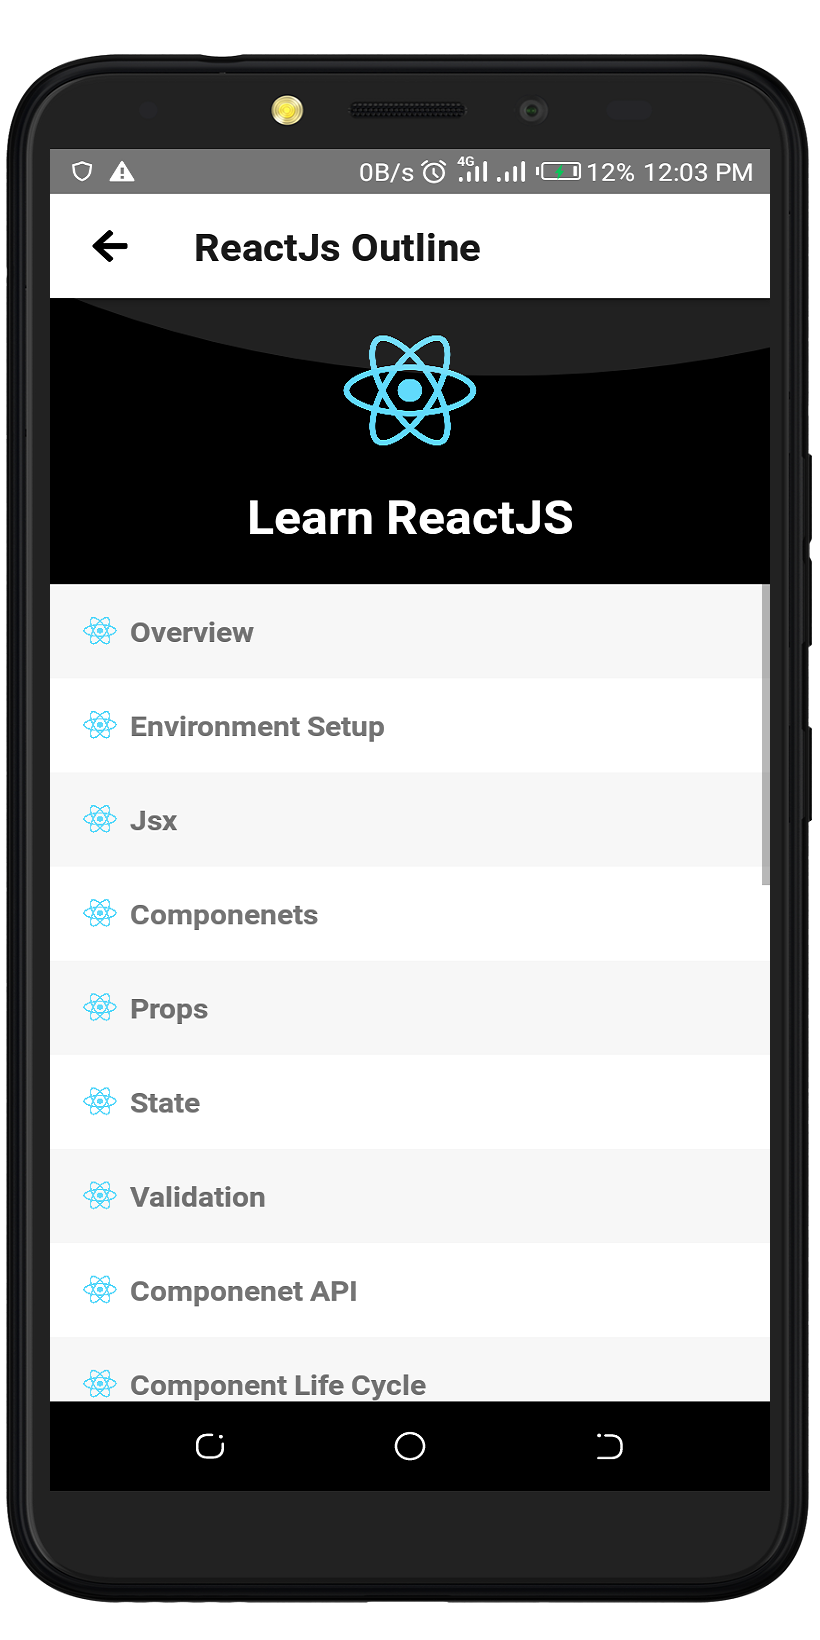 0B/s 4G 12% 12:03 PM
ReactJs Outline
Learn ReactJS
Overview
Environment Setup
Jsx
Componenets
Props
State
Validation
Componenet API
Component Life Cycle